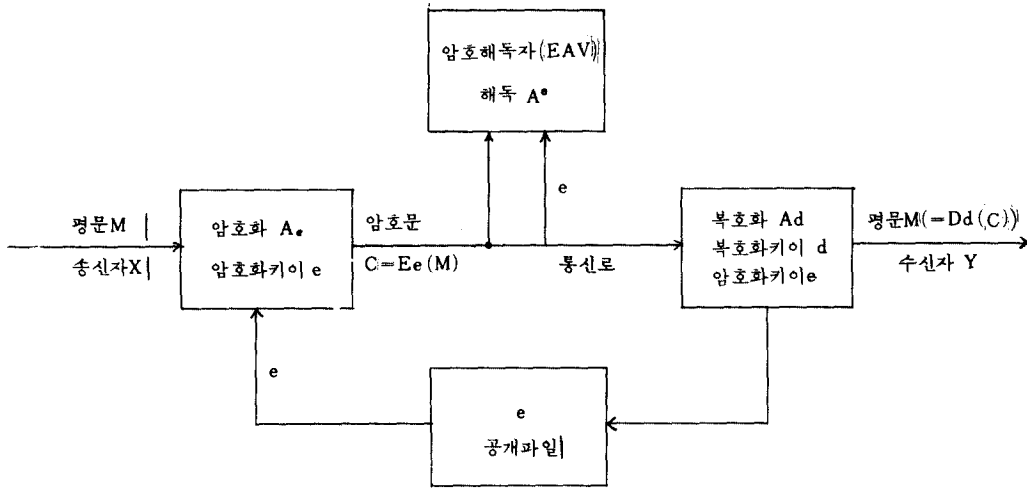 암호해독자(EAV)
해독 Aᵉ
e
평문M
송신자X
암호화 Aₑ
암호화키이 e
암호문
C=Ee(M)
통신로
복호화 Ad
복호화키이 d
암호화키이e
평문M(=Dd(C))
수신자 Y
e
e
공개파일